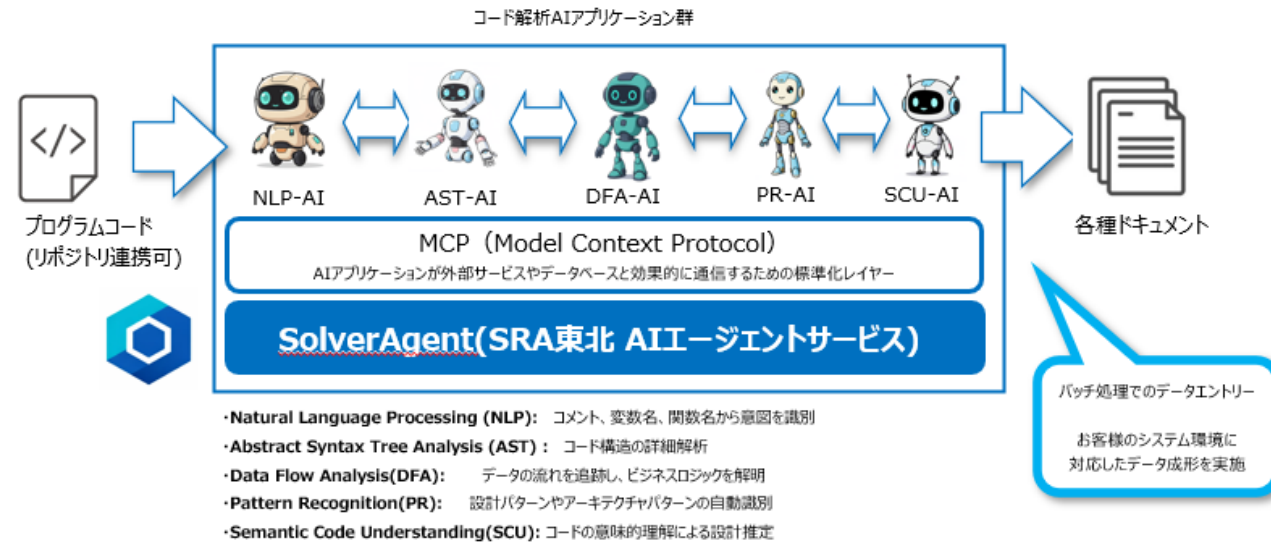 コード解析AIアプリケーション群
</>
NLP-AI
AST-AI
DFA-AI
PR-AI
SCU-AI
プログラムコード
(リポジトリ連携可)
各種ドキュメント
MCP（Model Context Protocol）
AIアプリケーションが外部サービスやデータベースと効果的に通信するための標準化レイヤー
SolverAgent(SRA東北 AIエージェントサービス)
バッチ処理でのデータエントリー
お客様のシステム環境に
対応したデータ成形を実施
・Natural Language Processing (NLP): コメント、変数名、関数名から意図を識別
・Abstract Syntax Tree Analysis (AST) : コード構造の詳細解析
・Data Flow Analysis(DFA): データの流れを追跡し、ビジネスロジックを解明
・Pattern Recognition(PR): 設計パターンやアーキテクチャパターンの自動識別
・Semantic Code Understanding(SCU): コードの意味的理解による設計推定